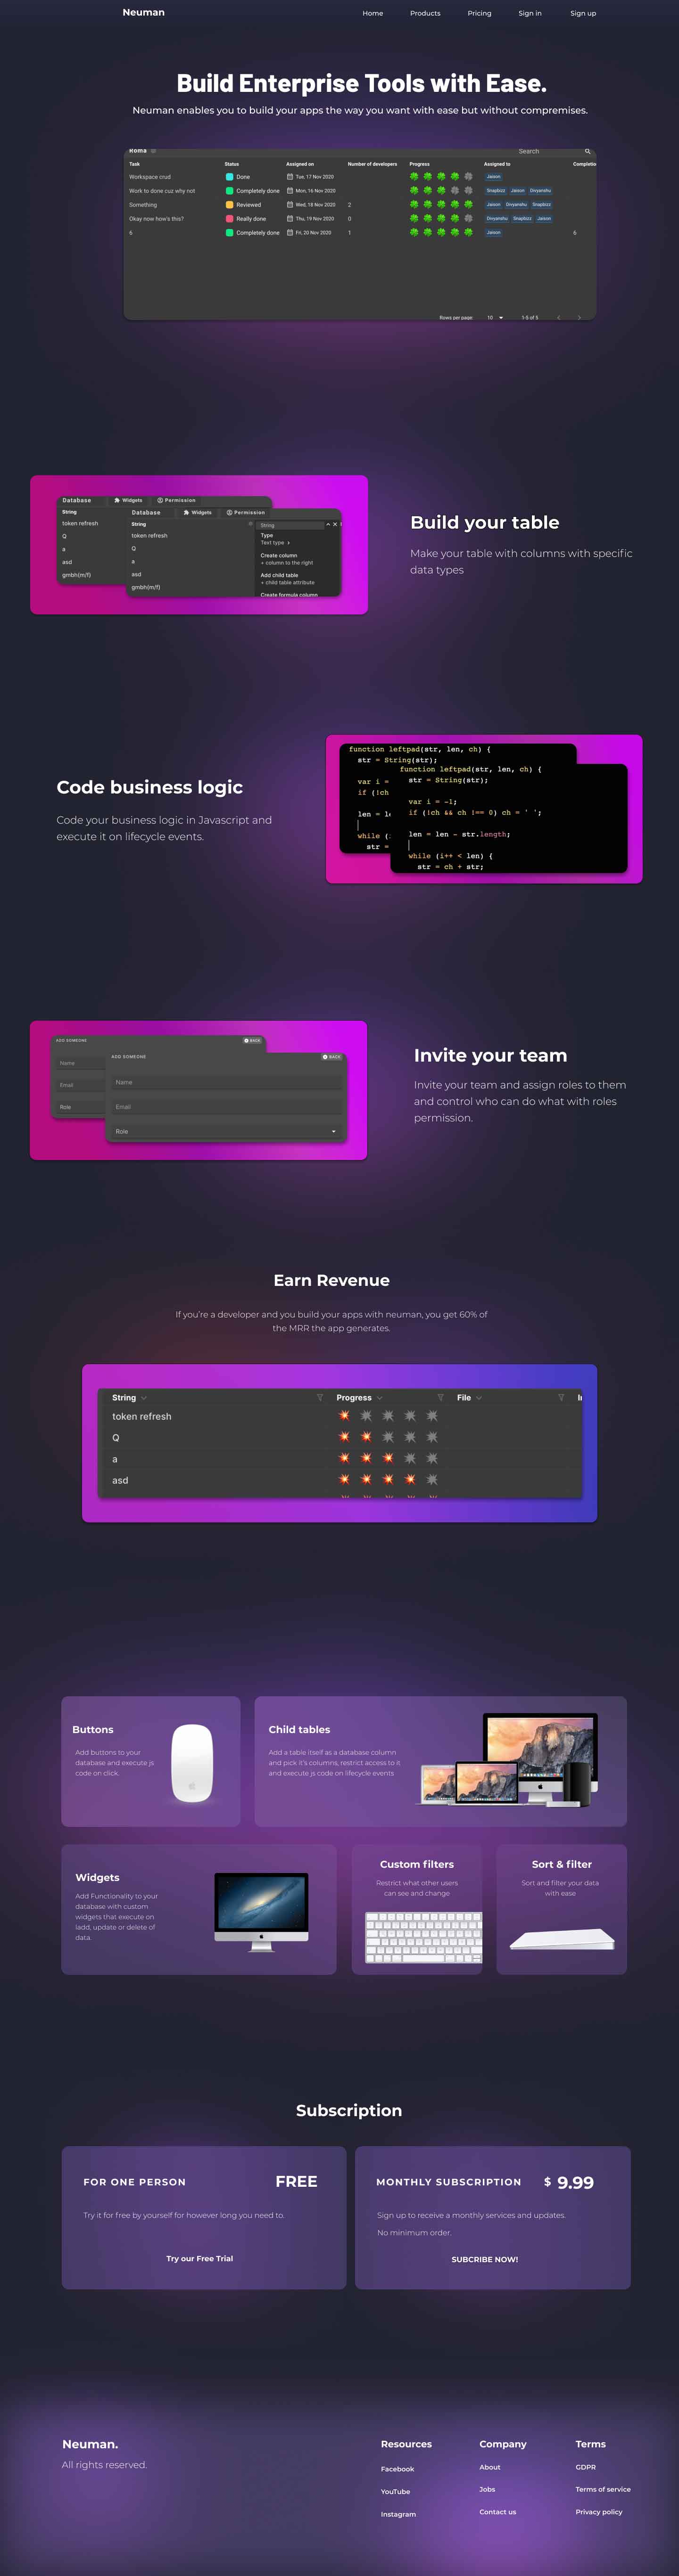 Neuman
Home Products Pricing Sign in Sign up
Build Enterprise Tools with Ease.
Neuman enables you to build your apps the way you want with ease but without compremises.
Roma
Search
Task Status Assigned on Number of developers Progress Assigned to Completio
Workspace crud Done Tue, 17 Nov 2020 Jaison
Work to done cuz why not Completely done Mon, 16 Nov 2020 Snapbizz Jaison Divyanshu
Something Reviewed Wed, 18 Nov 2020 2 Jaison Divyanshu Snapbizz
Okay now how's this? Really done Thu, 19 Nov 2020 0 Divyanshu Snapbizz Jaison
6 Completely done Fri, 20 Nov 2020 1 Jaison 6
Rows per page: 10 1-5 of 5
Database Widgets Permission
String
token refresh
Q
a
asd
gmbh(m/f)
Database Widgets Permission
String
token refresh
Q
a
asd
gmbh(m/f)
String
Type
Text type
Create column
+ column to the right
Add child table
+ child table attribute
Create formula column
Build your table
Make your table with columns with specific
data types
Code business logic
Code your business logic in Javascript and
execute it on lifecycle events.
function leftpad(str, len, ch) {
str = String(str);
var i =
if (!ch
len = l
while (
str =
function leftpad(str, len, ch) {
str = String(str);
var i = -1;
if (!ch && ch !== 0) ch = ' ';
len = len - str.length;
while (i++ < len) {
str = ch + str;
ADD SOMEONE BACK
Name
Email
Role
ADD SOMEONE BACK
Name
Email
Role
Invite your team
Invite your team and assign roles to them
and control who can do what with roles
permission.
Earn Revenue
If you're a developer and you build your apps with neuman, you get 60% of
the MRR the app generates.
String Progress File
token refresh
Q
a
asd
Buttons
Add buttons to your
database and execute js
code on click.
Child tables
Add a table itself as a database column
and pick it's columns, restrict access to it
and execute js code on lifecycle events
Widgets
Add Functionality to your
database with custom
widgets that execute on
ladd, update or delete of
data.
Custom filters
Restrict what other users
can see and change
Sort & filter
Sort and filter your data
with ease
Subscription
FOR ONE PERSON FREE
Try it for free by yourself for however long you need to.
Try our Free Trial
MONTHLY SUBSCRIPTION $ 9.99
Sign up to receive a monthly services and updates.
No minimum order.
SUBCRIBE NOW!
Neuman.
All rights reserved.
Resources
Facebook
YouTube
Instagram
Company
About
Jobs
Contact us
Terms
GDPR
Terms of service
Privacy policy